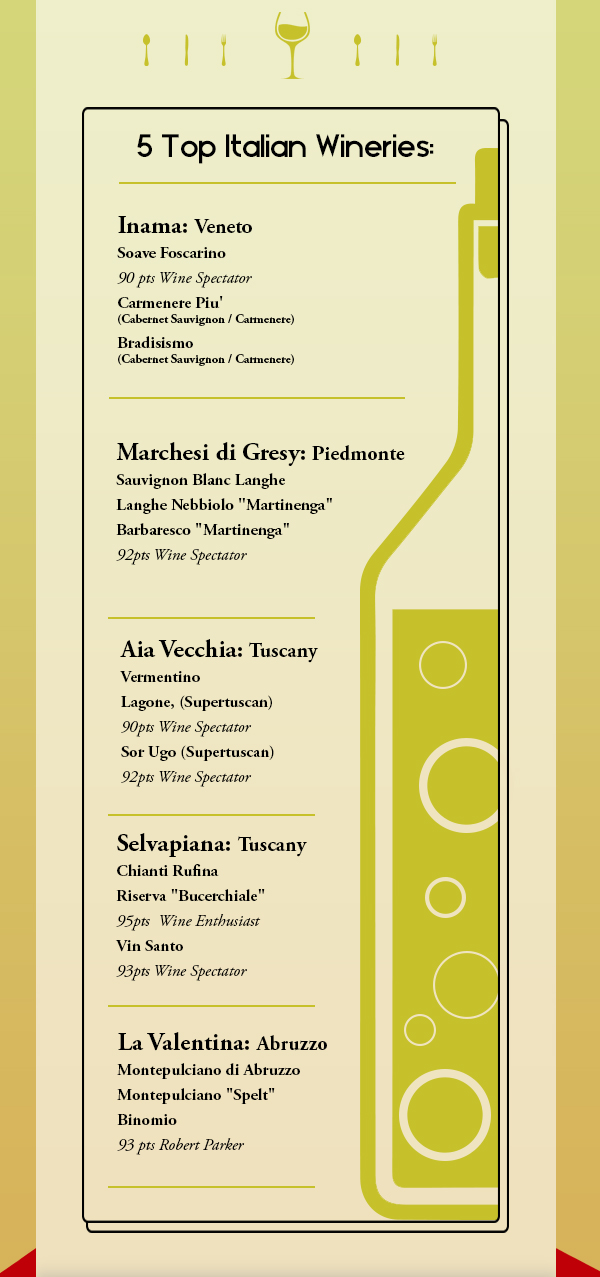 5 Top Italian Wineries:
Inama: Veneto
Soave Foscarino
90 pts Wine Spectator
Carmenere Piu'
(Cabernet Sauvignon / Carmenere)
Bradisismo
(Cabernet Sauvignon / Carmenere)
Marchesi di Gresy: Piedmonte
Sauvignon Blanc Langhe
Langhe Nebbiolo "Martinenga"
Barbaresco "Martinenga"
92pts Wine Spectator
Aia Vecchia: Tuscany
Vermentino
Lagone, (Supertuscan)
90pts Wine Spectator
Sor Ugo (Supertuscan)
92pts Wine Spectator
Selvapiana: Tuscany
Chianti Rufina
Riserva "Bucerchiale"
95pts  Wine Enthusiast
Vin Santo
93pts Wine Spectator
La Valentina: Abruzzo
Montepulciano di Abruzzo
Montepulciano "Spelt"
Binomio
93 pts Robert Parker